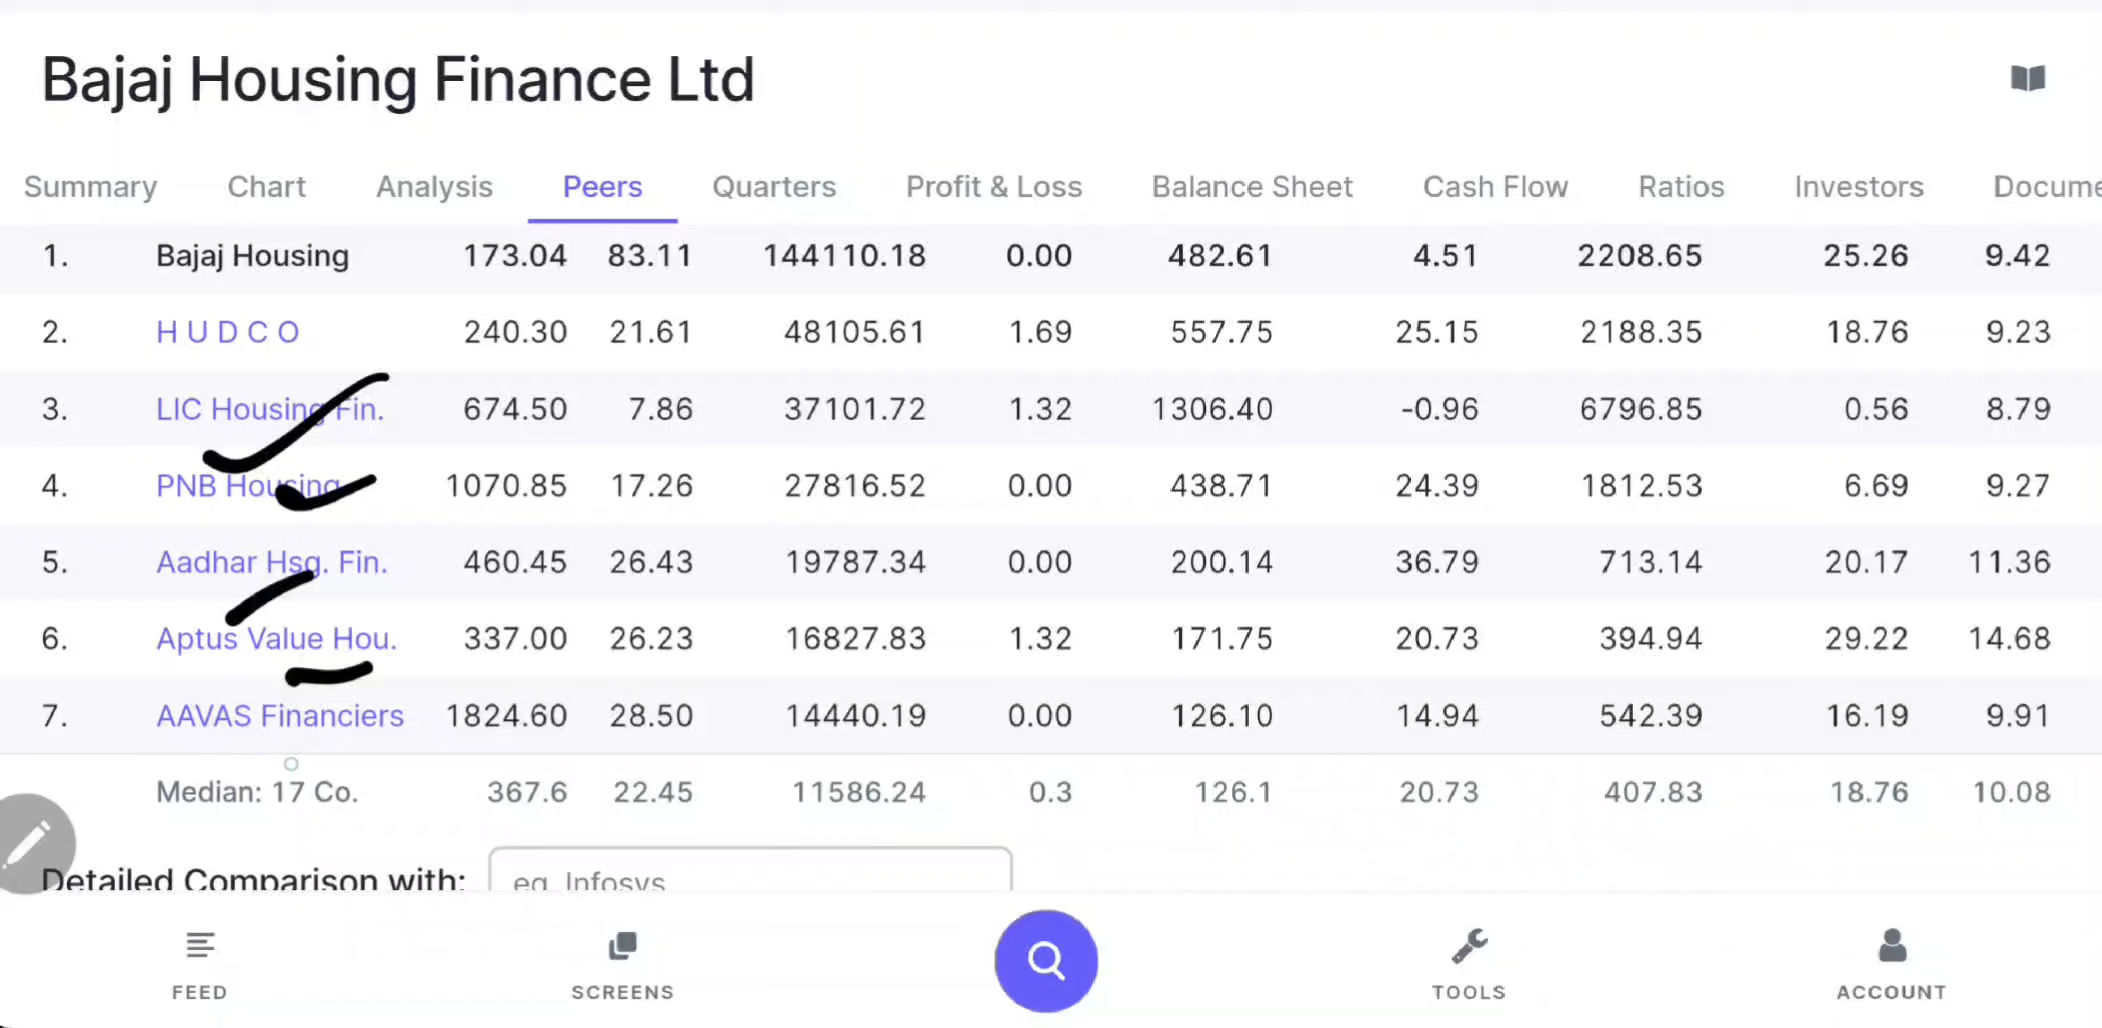 Bajaj Housing Finance Ltd
Summary Chart Analysis Peers Quarters Profit & Loss Balance Sheet Cash Flow Ratios Investors Docume
1. Bajaj Housing 173.04 83.11 144110.18 0.00 482.61 4.51 2208.65 25.26 9.42
2. H U D C O 240.30 21.61 48105.61 1.69 557.75 25.15 2188.35 18.76 9.23
3. LIC Housing Fin. 674.50 7.86 37101.72 1.32 1306.40 -0.96 6796.85 0.56 8.79
4. PNB Housing 1070.85 17.26 27816.52 0.00 438.71 24.39 1812.53 6.69 9.27
5. Aadhar Hsg. Fin. 460.45 26.43 19787.34 0.00 200.14 36.79 713.14 20.17 11.36
6. Aptus Value Hou. 337.00 26.23 16827.83 1.32 171.75 20.73 394.94 29.22 14.68
7. AAVAS Financiers 1824.60 28.50 14440.19 0.00 126.10 14.94 542.39 16.19 9.91
Median: 17 Co. 367.6 22.45 11586.24 0.3 126.1 20.73 407.83 18.76 10.08
Detailed Comparison with: eg. Infosys
FEED SCREENS TOOLS ACCOUNT